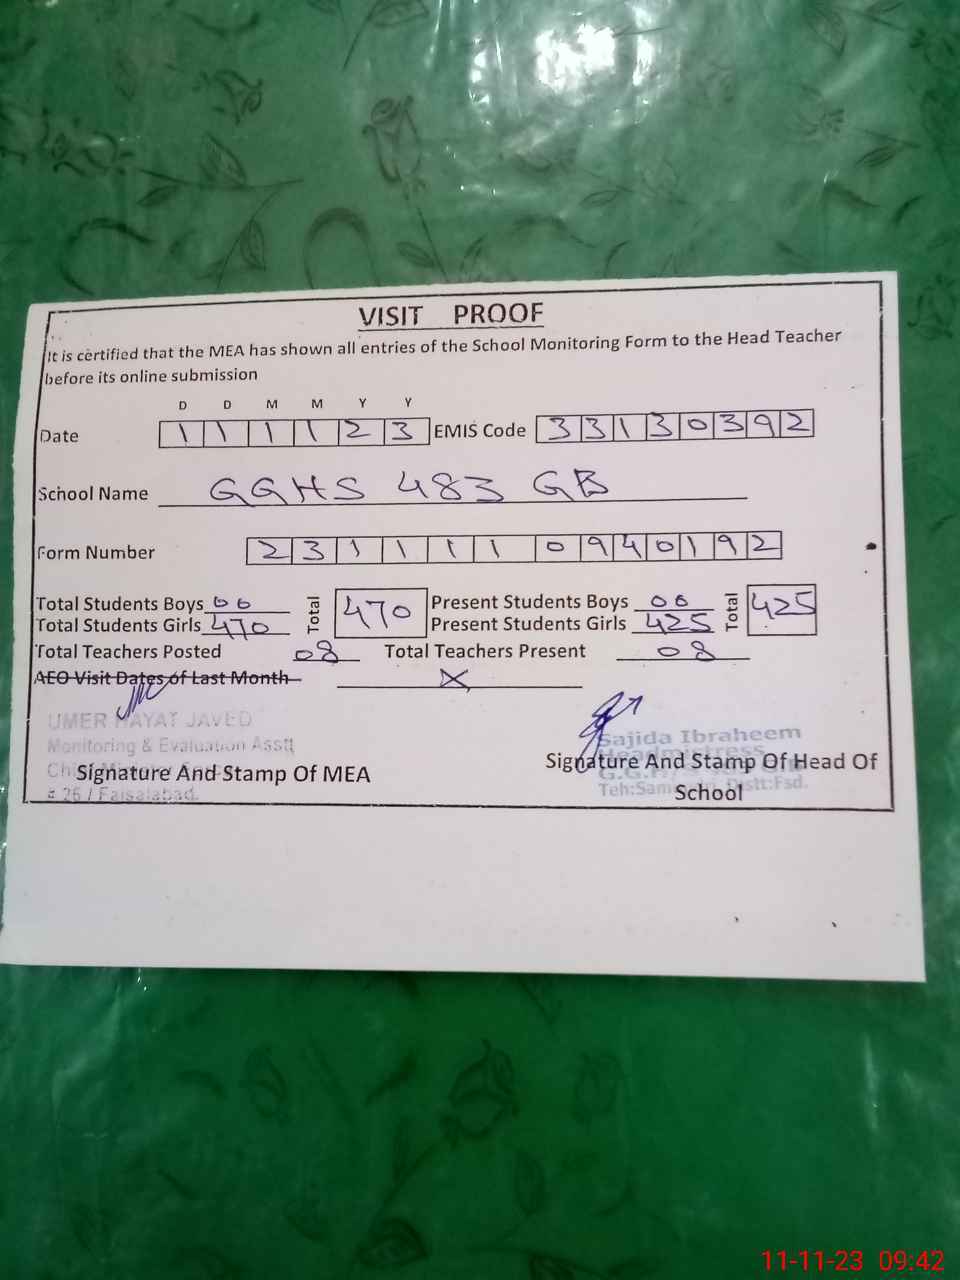 VISIT PROOF
It is certified that the MEA has shown all entries of the School Monitoring Form to the Head Teacher
before its online submission
D D M M Y Y
Date 1 1 1 1 2 3 EMIS Code 3 3 1 3 0 3 9 2
School Name GGHS 483 GB
Form Number 2 3 1 1 1 1 0 9 4 0 1 9 2
Total Students Boys 00 Total 470 Present Students Boys 00 Total 425
Total Students Girls 470 Present Students Girls 425
Total Teachers Posted 08 Total Teachers Present 08
AEO Visit Dates of Last Month X
UMER HAYAT JAVED
Monitoring & Evaluation Asstt
Signature And Stamp Of MEA
# 26 / Faisalabad.
Sajida Ibraheem
Headmistress
Signature And Stamp Of Head Of
School
Teh: Distt:Fsd.
11-11-23 09:42